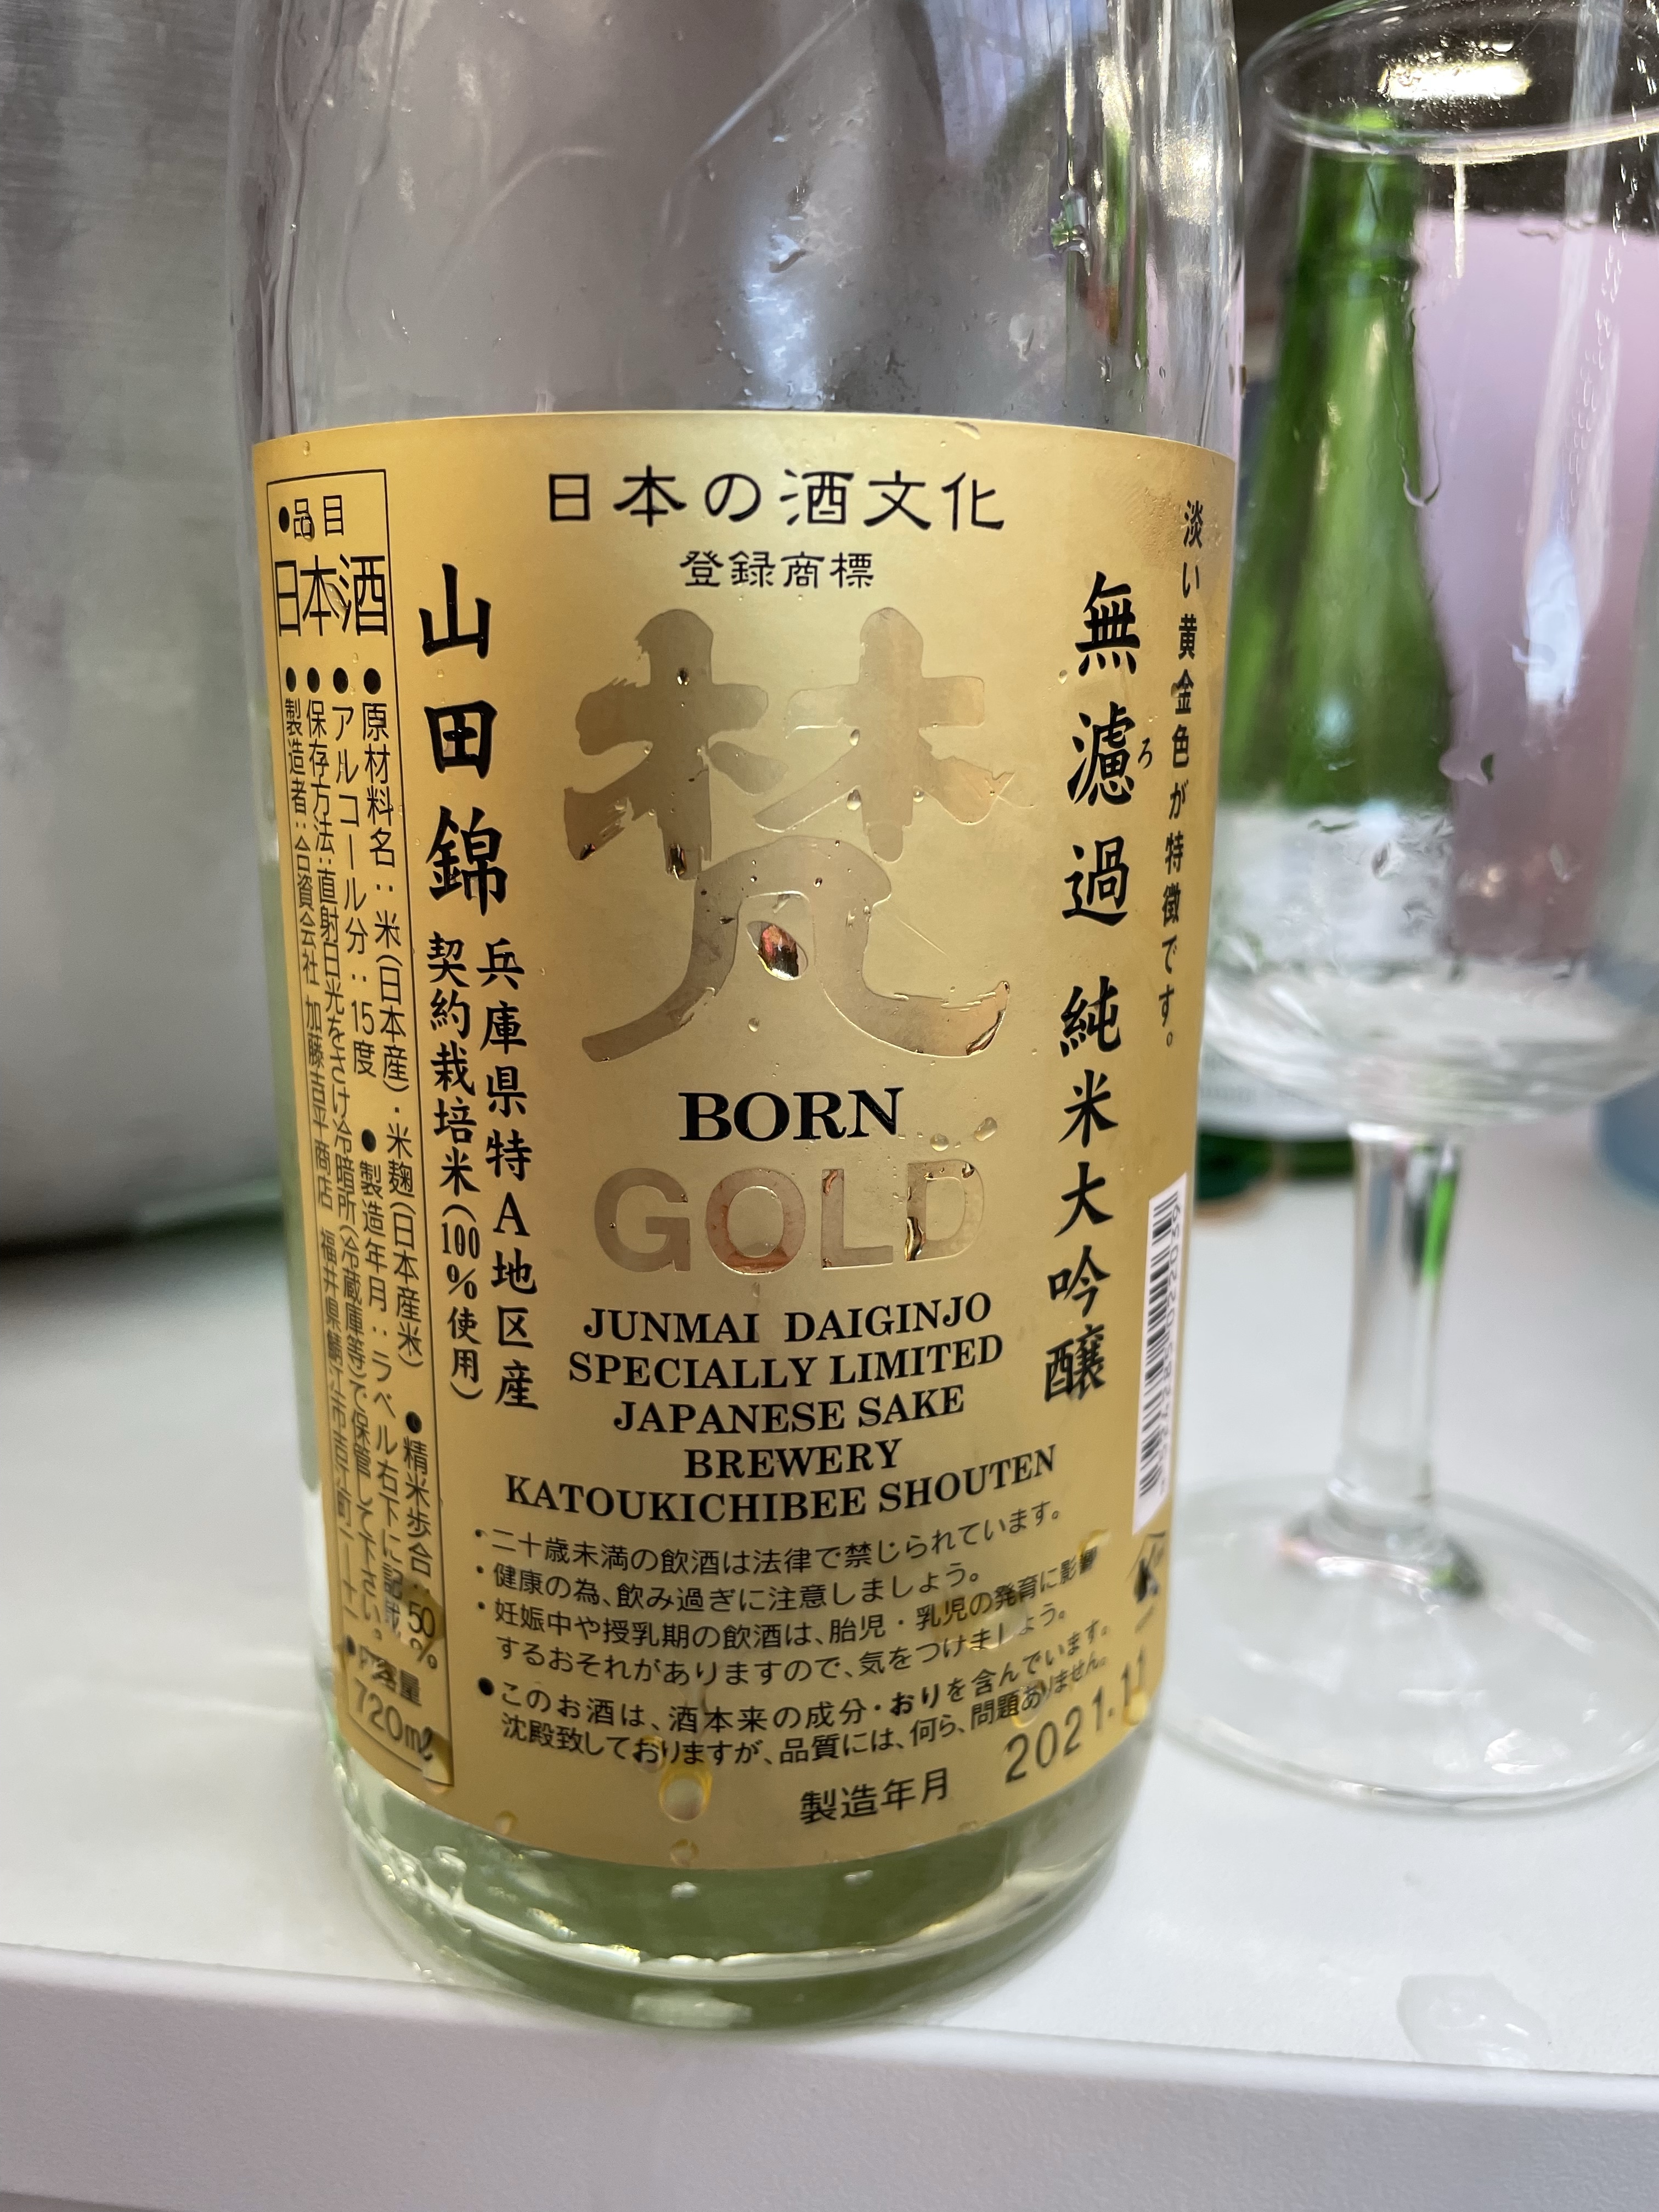 日本の酒文化
登録商標
梵
BORN
GOLD
JUNMAI DAIGINJO
SPECIALLY LIMITED
JAPANESE SAKE
BREWERY
KATOUKICHIBEE SHOUTEN
淡い黄金色が特徴です。
無濾過 純米大吟醸
ろ
山田錦
兵庫県特A地区産
契約栽培米(100%使用)
●品目
日本酒
●原材料名:米(日本産)・米麹(日本産米) ●精米歩合:50%
●アルコール分:15度 ●製造年月:ラベル右下に記載
●保存方法:直射日光をさけ冷暗所(冷蔵庫等)で保管して下さい。
●製造者:合資会社 加藤吉平商店 福井県鯖江市吉江町
●内容量
720mℓ
・二十歳未満の飲酒は法律で禁じられています。
・健康の為、飲み過ぎに注意しましょう。
・妊娠中や授乳期の飲酒は、胎児・乳児の発育に影響
するおそれがありますので、気をつけましょう。
●このお酒は、酒本来の成分・おりを含んでいます。
沈殿致しておりますが、品質には、何ら、問題ありません。
製造年月 2021.11